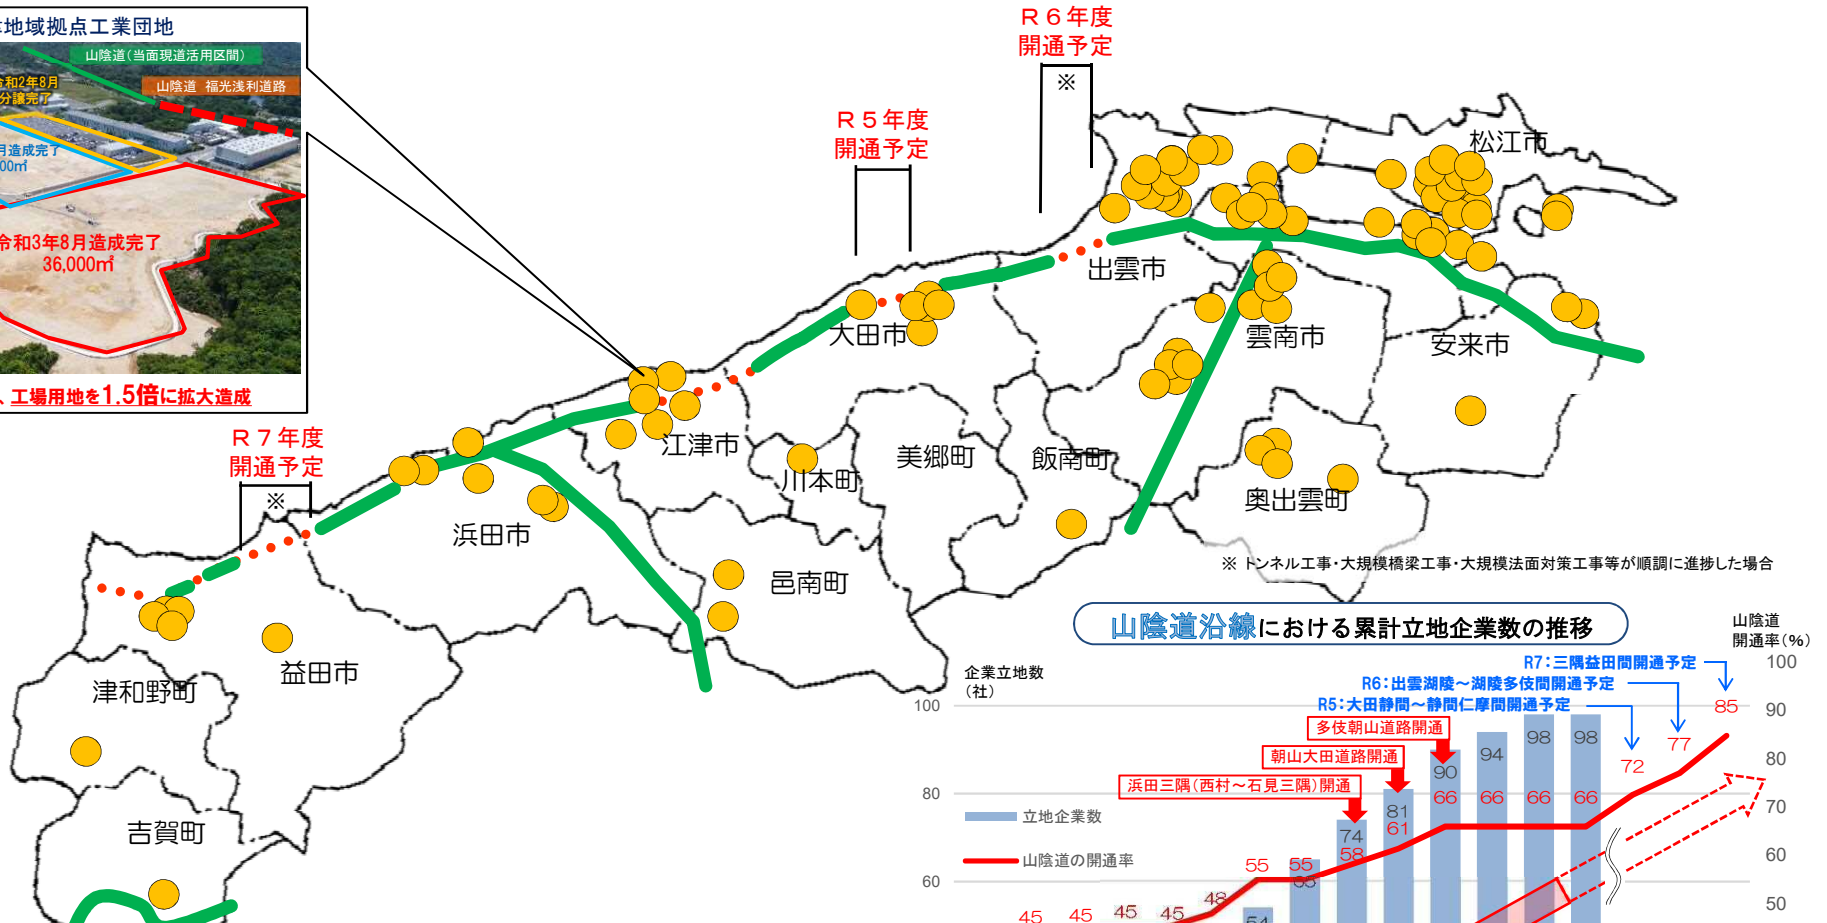 地域拠点工業団地
山陰道(当面現道活用区間)
令和2年8月
分譲完了
山陰道 福光浅利道路
月造成完了
00㎡
令和3年8月造成完了
36,000㎡
、工場用地を1.5倍に拡大造成
R6年度
開通予定
※
R5年度
開通予定
R7年度
開通予定
※
松江市
出雲市
大田市
雲南市
安来市
江津市
川本町
美郷町
飯南町
奥出雲町
浜田市
邑南町
益田市
津和野町
吉賀町
※ トンネル工事・大規模橋梁工事・大規模法面対策工事等が順調に進捗した場合
山陰道沿線における累計立地企業数の推移
企業立地数
(社)
山陰道
開通率(%)
R7:三隅益田間開通予定
R6:出雲湖陵～湖陵多伎間開通予定
R5:大田静間～静間仁摩間開通予定
多伎朝山道路開通
朝山大田道路開通
浜田三隅(西村～石見三隅)開通
立地企業数
山陰道の開通率
100
80
60
100
90
80
70
60
50
45
45
45
45
48
55
55
58
61
66
66
66
66
72
77
85
54
65
74
81
90
94
98
98